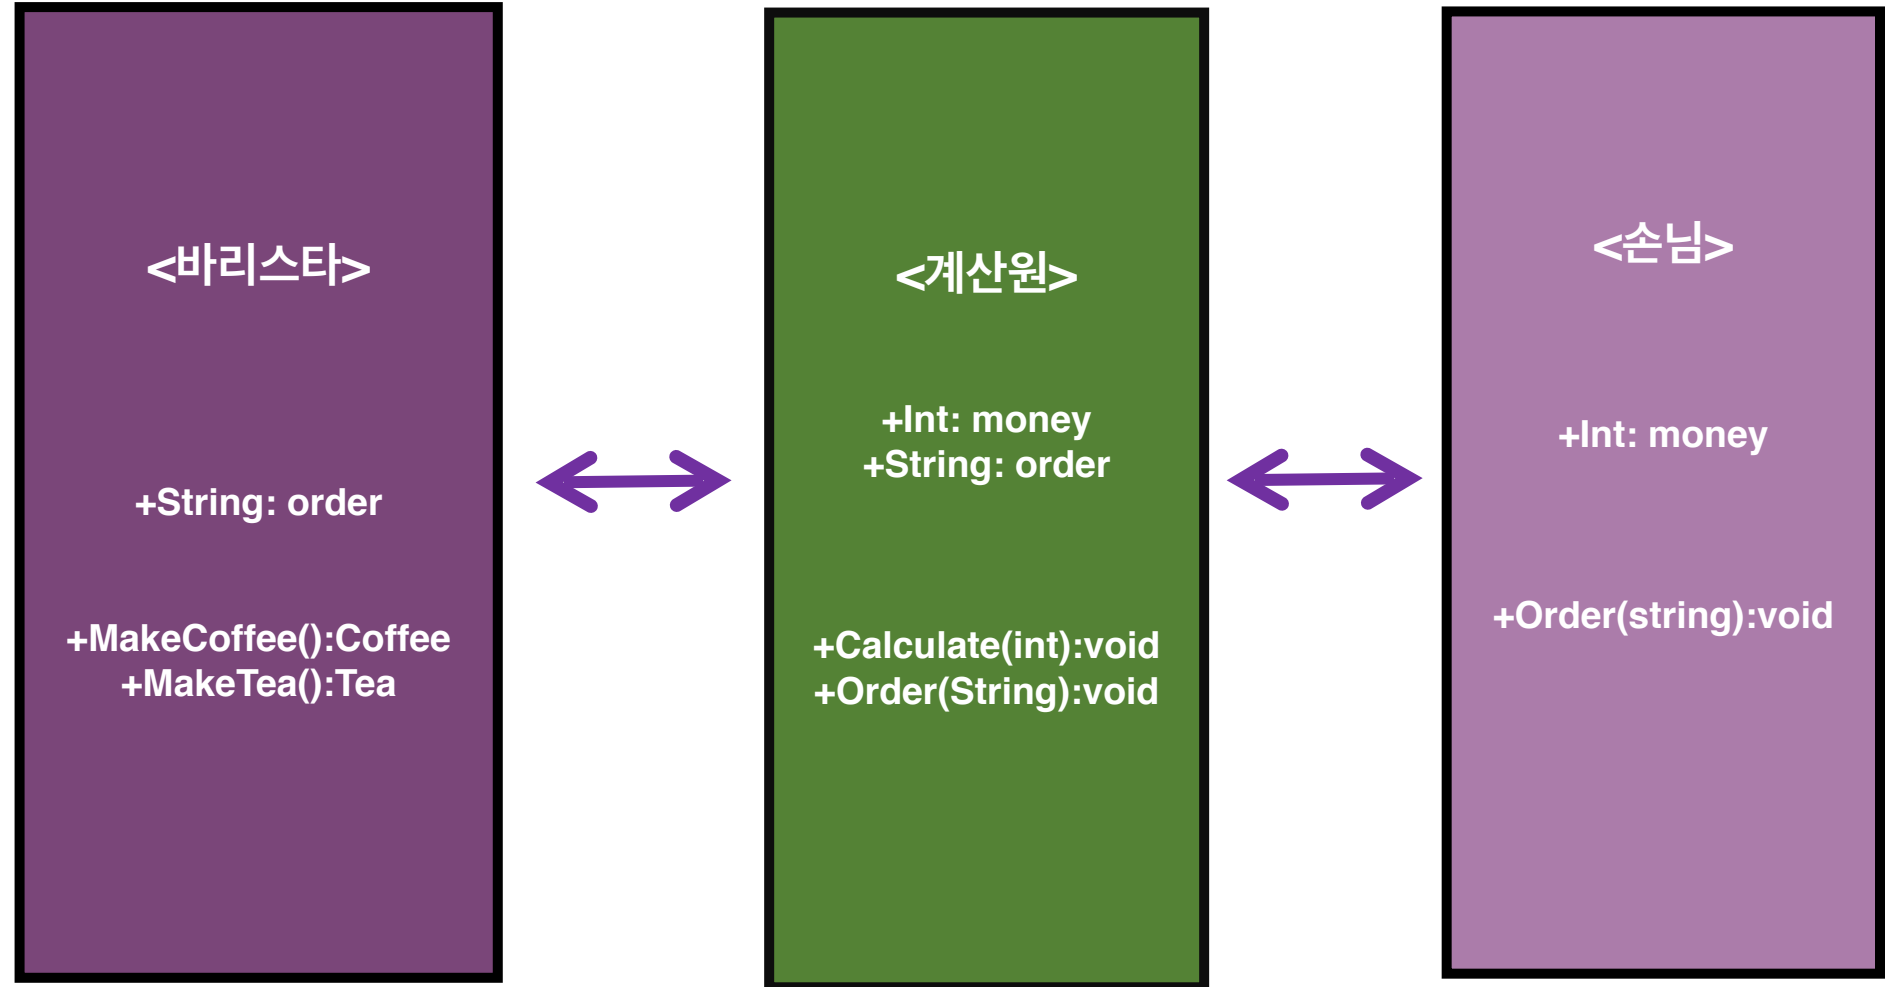 <바리스타>
+String: order
+MakeCoffee():Coffee
+MakeTea():Tea
<계산원>
+Int: money
+String: order
+Calculate(int):void
+Order(String):void
<손님>
+Int: money
+Order(string):void